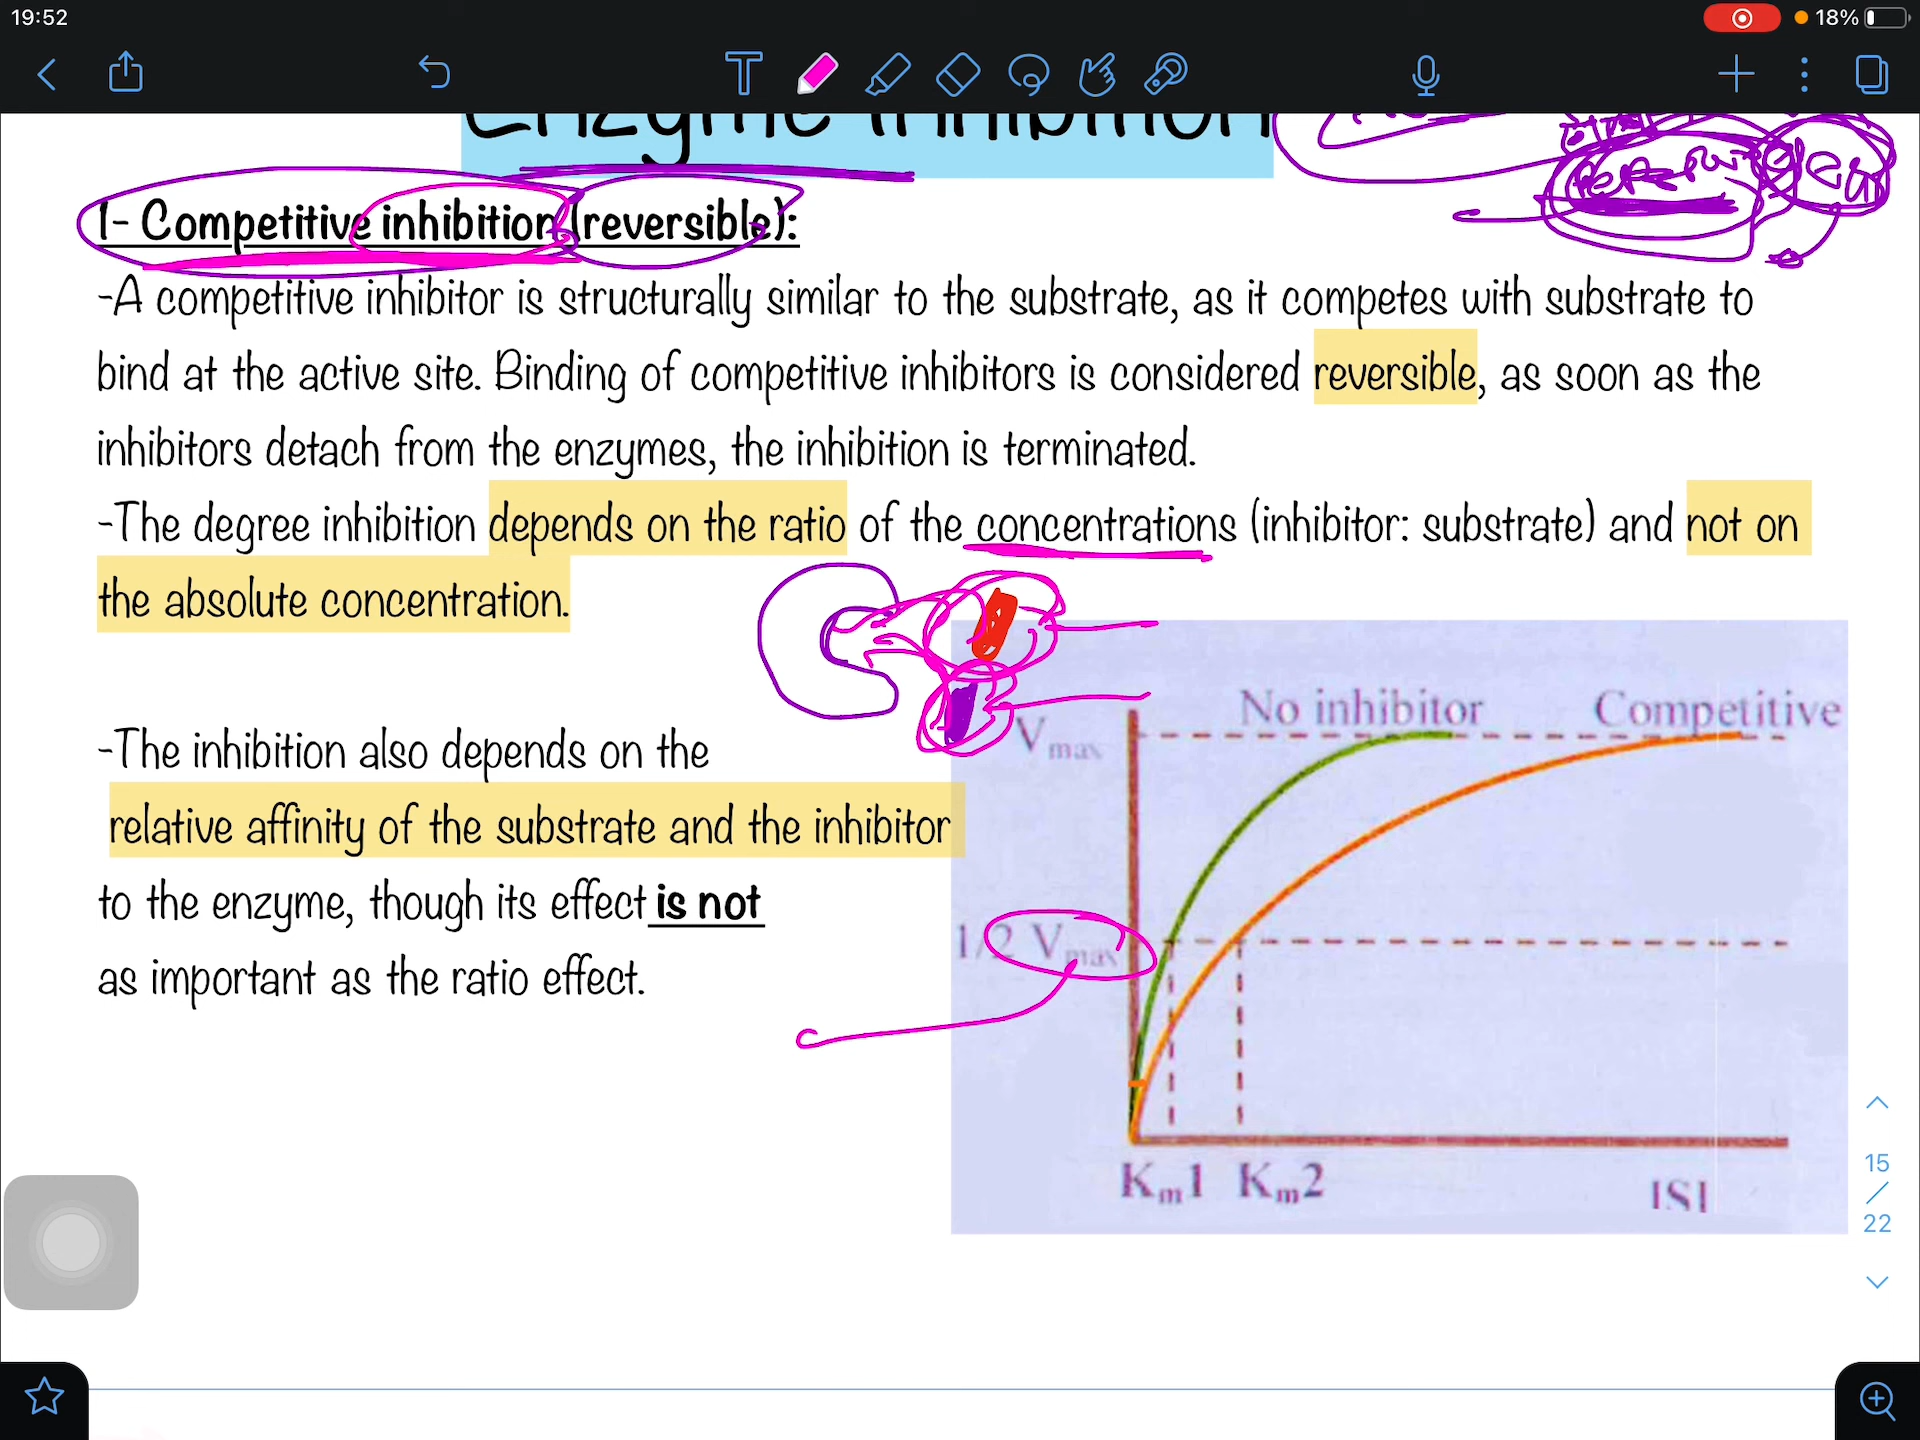 19:52
18%
Enzyme inhibition
1- Competitive inhibition (reversible):
-A competitive inhibitor is structurally similar to the substrate, as it competes with substrate to
bind at the active site. Binding of competitive inhibitors is considered reversible, as soon as the
inhibitors detach from the enzymes, the inhibition is terminated.
-The degree inhibition depends on the ratio of the concentrations (inhibitor: substrate) and not on
the absolute concentration.
-The inhibition also depends on the
relative affinity of the substrate and the inhibitor
to the enzyme, though its effect is not
as important as the ratio effect.
No inhibitor Competitive
Vmax
1/2 Vmax
Km1 Km2
[S]
15
/
22